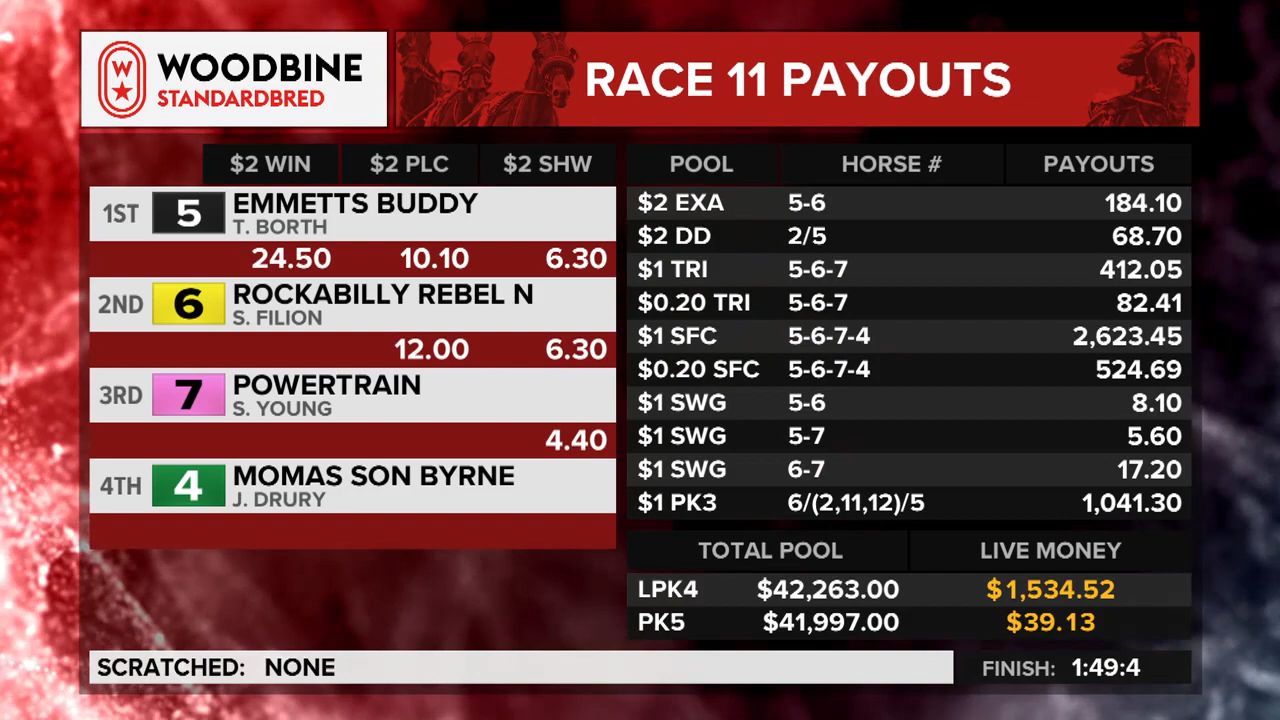 W
WOODBINE
STANDARDBRED
RACE 11 PAYOUTS
$2 WIN $2 PLC $2 SHW
1ST 5 EMMETTS BUDDY
T. BORTH
24.50 10.10 6.30
2ND 6 ROCKABILLY REBEL N
S. FILION
12.00 6.30
3RD 7 POWERTRAIN
S. YOUNG
4.40
4TH 4 MOMAS SON BYRNE
J. DRURY
POOL HORSE # PAYOUTS
$2 EXA 5-6 184.10
$2 DD 2/5 68.70
$1 TRI 5-6-7 412.05
$0.20 TRI 5-6-7 82.41
$1 SFC 5-6-7-4 2,623.45
$0.20 SFC 5-6-7-4 524.69
$1 SWG 5-6 8.10
$1 SWG 5-7 5.60
$1 SWG 6-7 17.20
$1 PK3 6/(2,11,12)/5 1,041.30
TOTAL POOL LIVE MONEY
LPK4 $42,263.00 $1,534.52
PK5 $41,997.00 $39.13
SCRATCHED: NONE
FINISH: 1:49:4